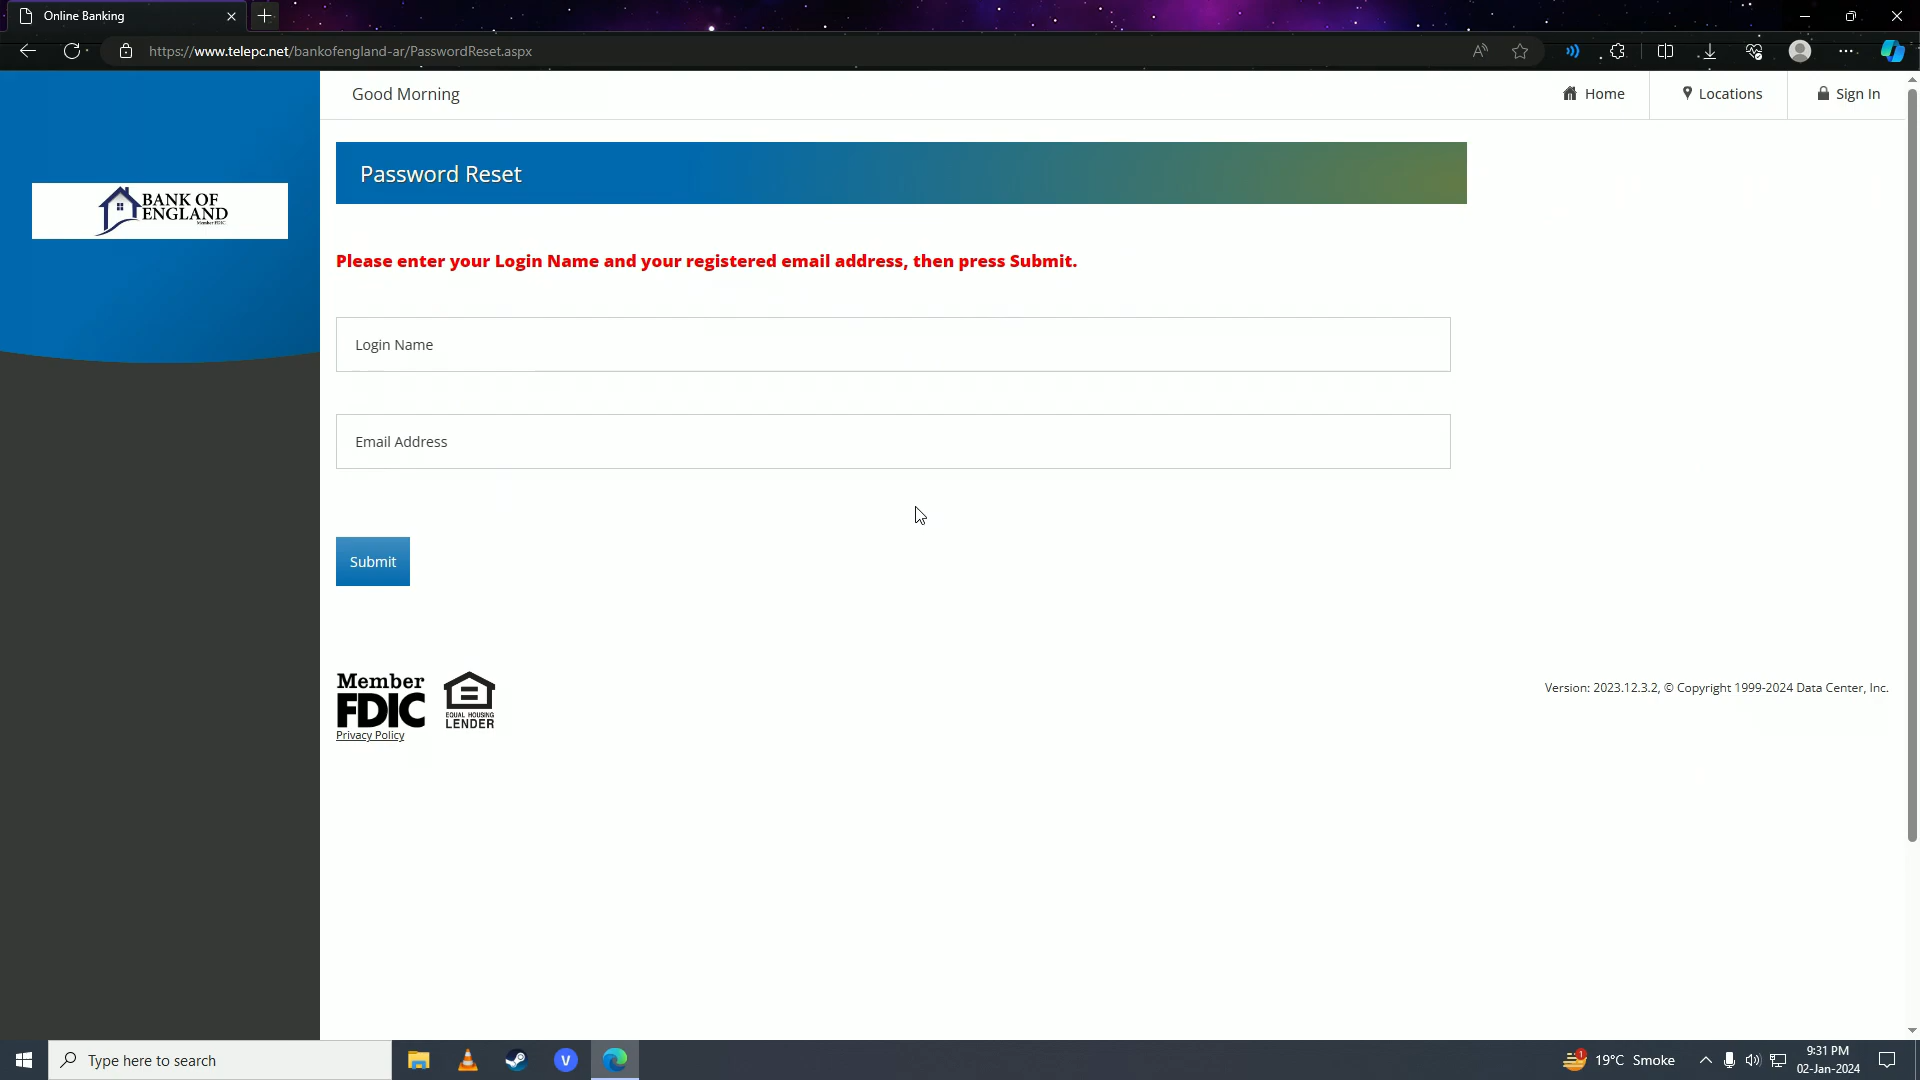 Online Banking
https://www.telepc.net/bankofengland-ar/PasswordReset.aspx
Good Morning
Home
Locations
Sign In
BANK OF
ENGLAND
Member FDIC
Password Reset
Please enter your Login Name and your registered email address, then press Submit.
Login Name
Email Address
Submit
Member
FDIC
EQUAL HOUSING
LENDER
Privacy Policy
Version: 2023.12.3.2, © Copyright 1999-2024 Data Center, Inc.
Type here to search
V
1
19°C Smoke
9:31 PM
02-Jan-2024